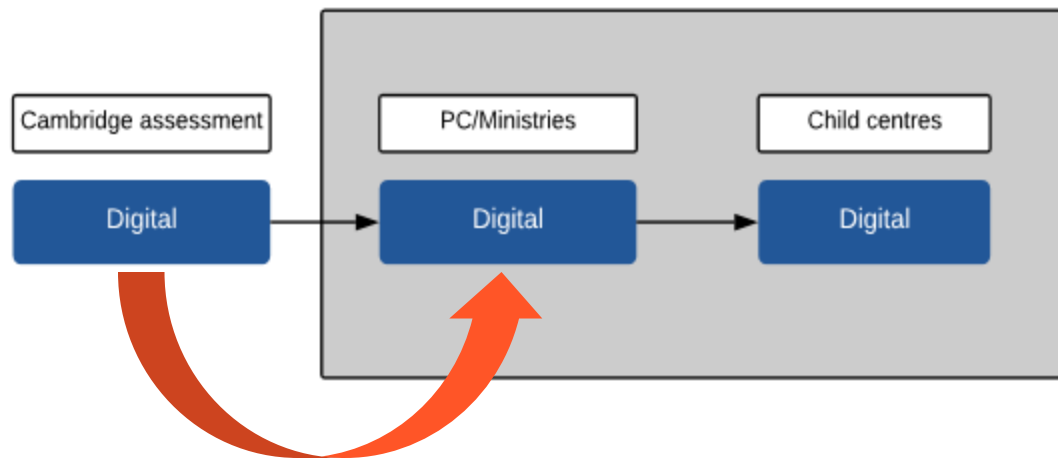 Cambridge assessment
PC/Ministries
Child centres
Digital
Digital
Digital